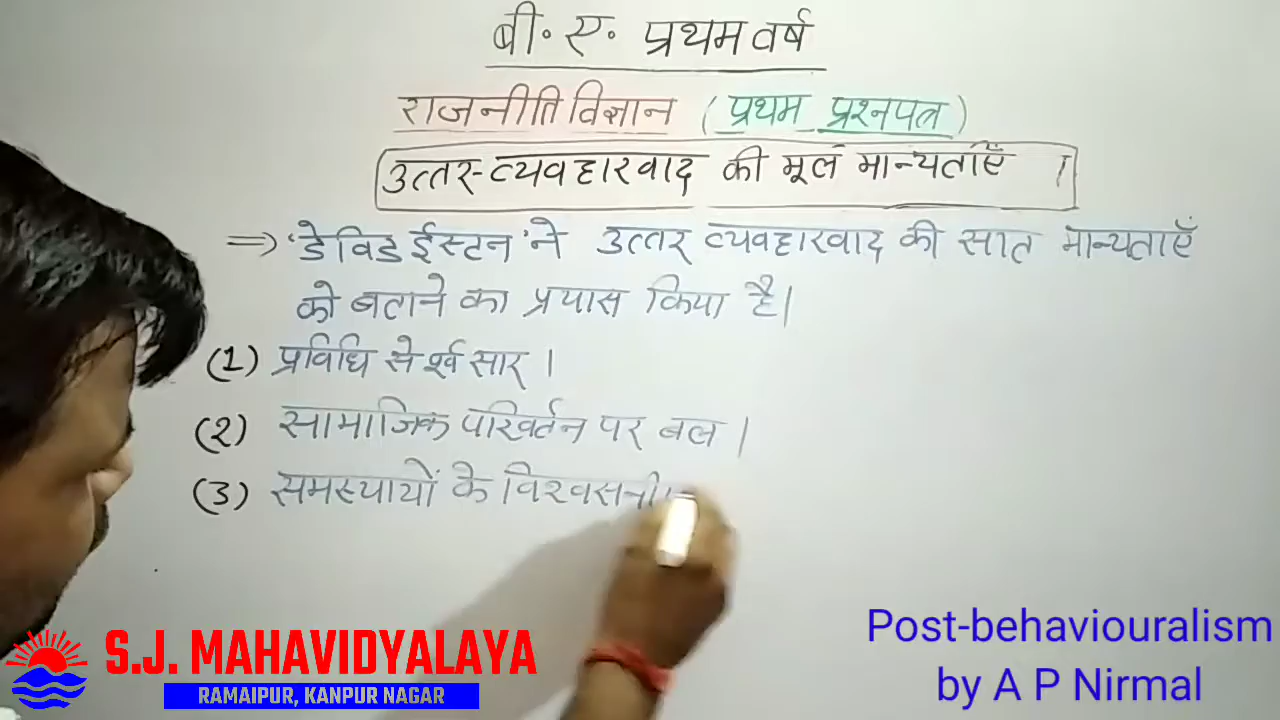 बी. ए. प्रथम वर्ष
राजनीति विज्ञान (प्रथम प्रश्नपत्र)
उत्तर-व्यवहारवाद की मूल मान्यताएँ ।
⇒ 'डेविड ईस्टन' ने उत्तर व्यवहारवाद की सात मान्यताएँ
को बताने का प्रयास किया है।
(1) प्रविधि से र्श्व सार ।
(2) सामाजिक परिवर्तन पर बल ।
(3) समस्यायों के
Post-behaviouralism
by A P Nirmal
S.J. MAHAVIDYALAYA
RAMAIPUR, KANPUR NAGAR